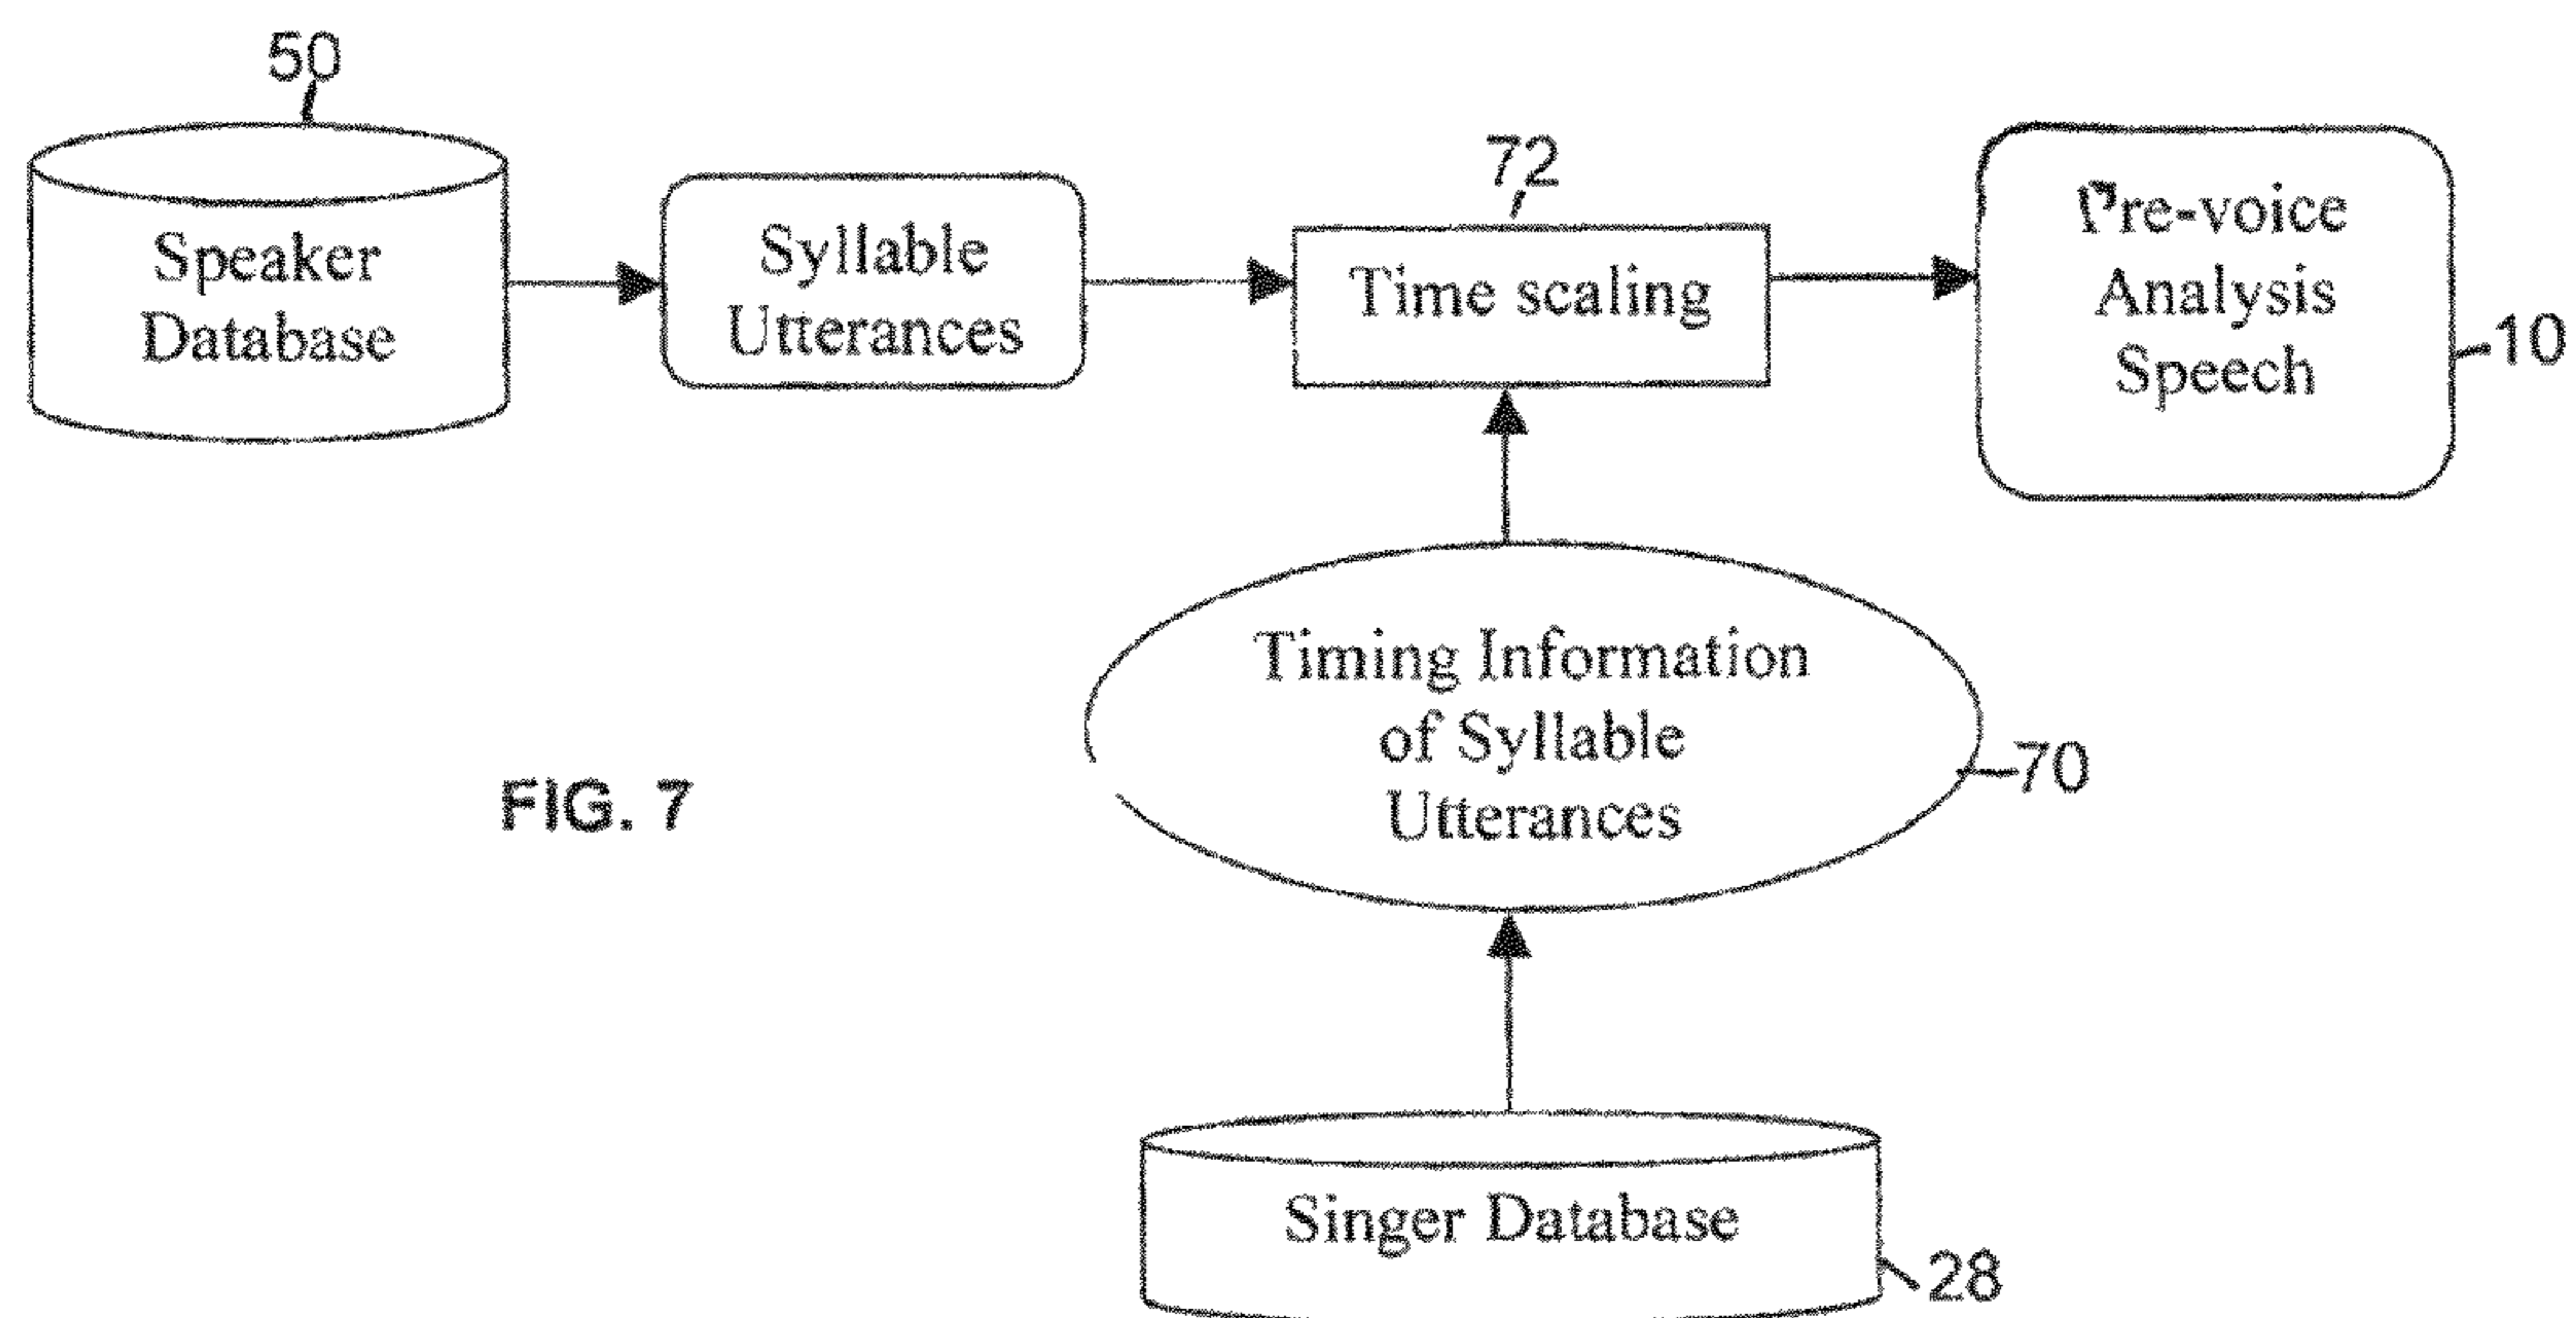 50
Speaker
Database
Syllable
Utterances
72
Time scaling
Pre-voice
Analysis
Speech
10
Timing Information
of Syllable
Utterances
70
FIG. 7
Singer Database
28